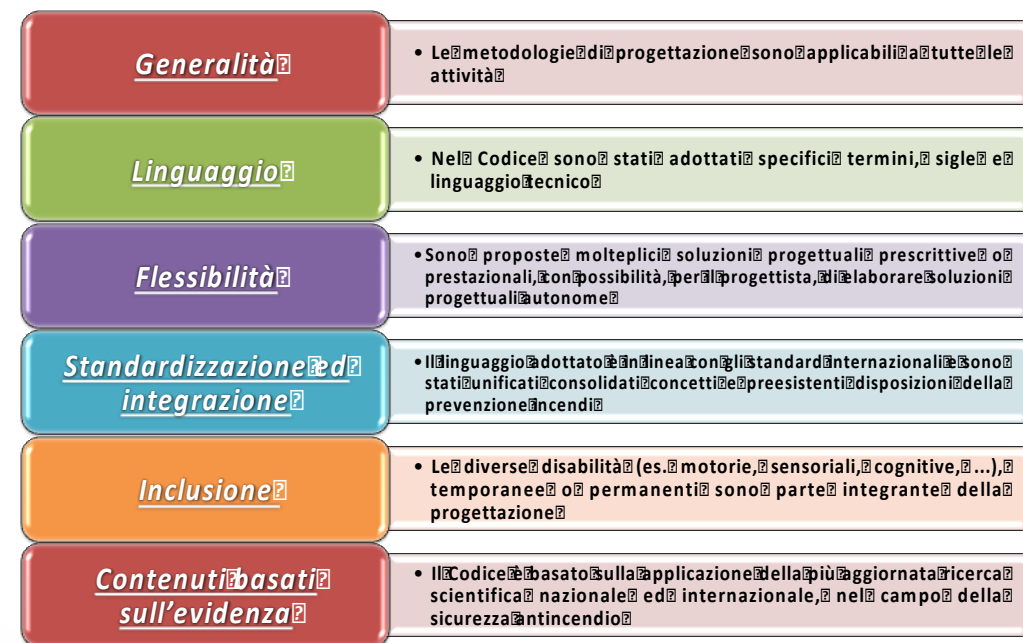 Generalità
• Le metodologie di progettazione sono applicabili a tutte le
attività
Linguaggio
• Nel Codice sono stati adottati specifici termini, sigle e
linguaggio tecnico
Flessibilità
• Sono proposte molteplici soluzioni progettuali prescrittive o
prestazionali, con possibilità, per il progettista, di elaborare soluzioni
progettuali autonome
Standardizzazione ed
integrazione
• Il linguaggio adottato è in linea con gli standard internazionali e sono
stati unificati consolidati concetti e preesistenti disposizioni della
prevenzione incendi
Inclusione
• Le diverse disabilità (es. motorie, sensoriali, cognitive, ...),
temporanee o permanenti sono parte integrante della
progettazione
Contenuti basati
sull'evidenza
• Il Codice è basato sulla applicazione della più aggiornata ricerca
scientifica nazionale ed internazionale, nel campo della
sicurezza antincendio